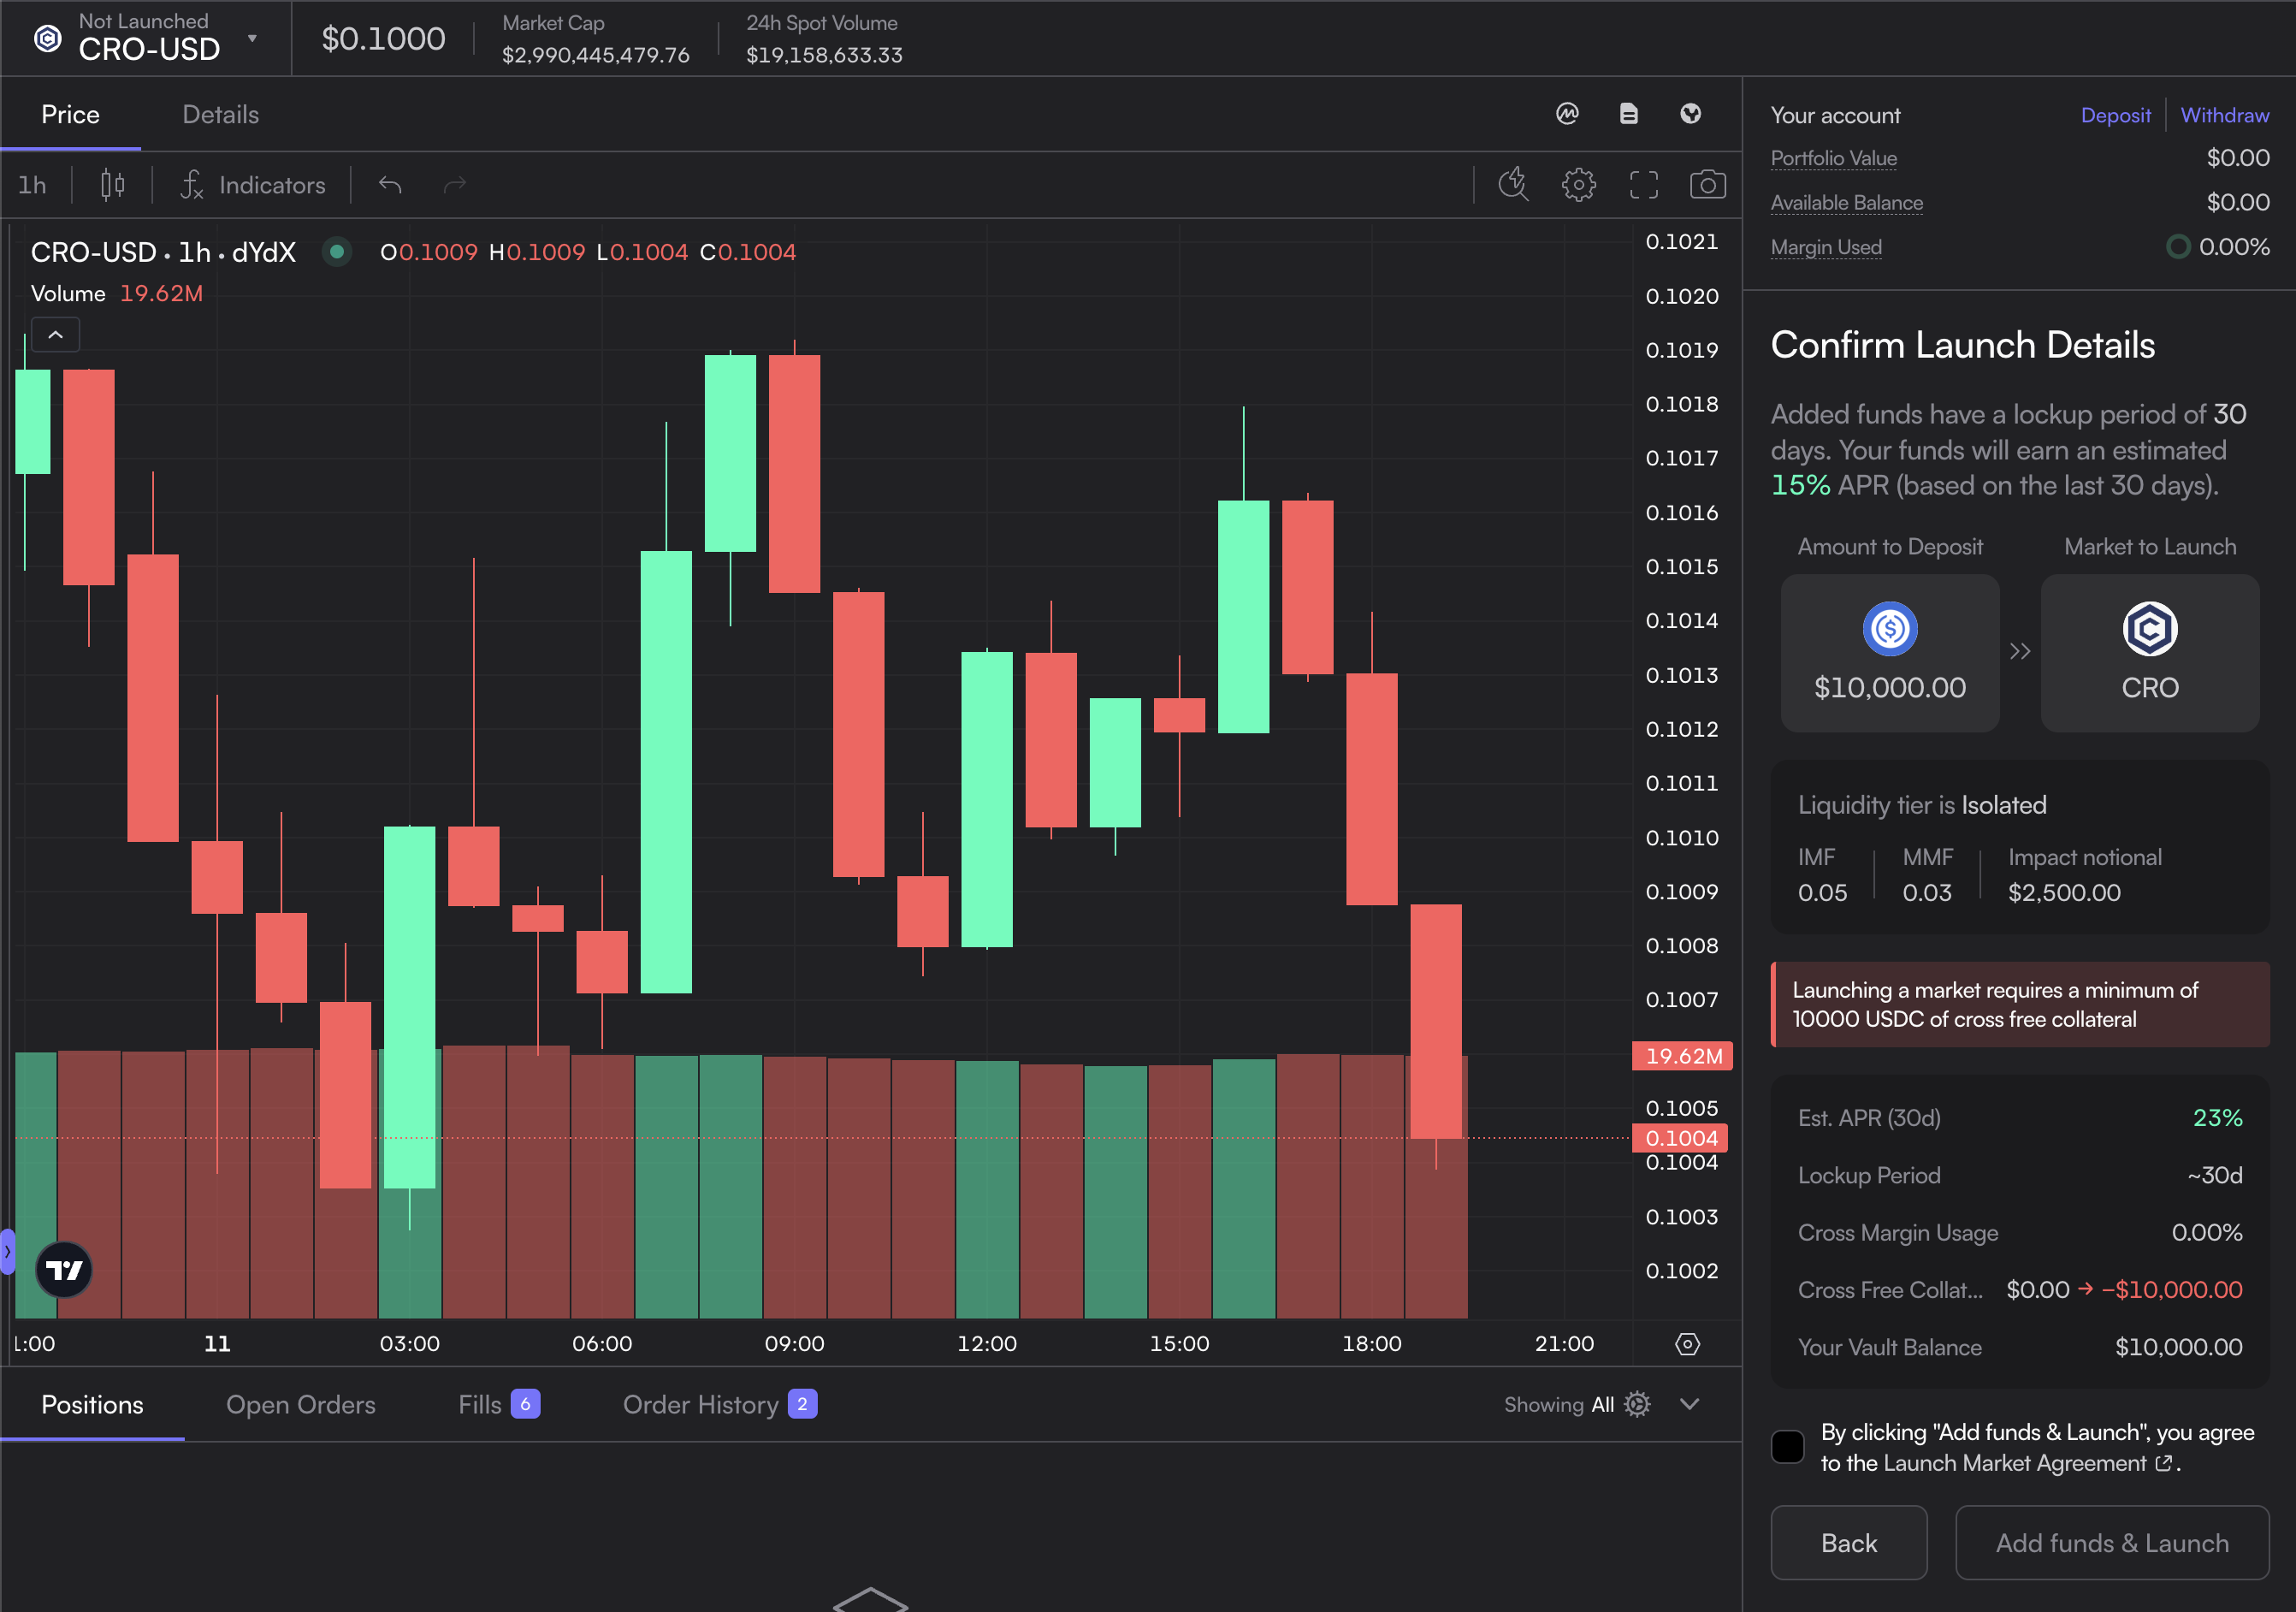 Not Launched
CRO-USD
$0.1000
Market Cap
$2,990,445,479.76
24h Spot Volume
$19,158,633.33
Price
Details
1h
Indicators
CRO-USD · 1h · dYdX
O0.1009 H0.1009 L0.1004 C0.1004
Volume 19.62M
0.1021
0.1020
0.1019
0.1018
0.1017
0.1016
0.1015
0.1014
0.1013
0.1012
0.1011
0.1010
0.1009
0.1008
0.1007
19.62M
0.1005
0.1004
0.1004
0.1003
0.1002
1:00
11
03:00
06:00
09:00
12:00
15:00
18:00
21:00
Positions
Open Orders
Fills 6
Order History 2
Showing All
Your account
Deposit
Withdraw
Portfolio Value
$0.00
Available Balance
$0.00
Margin Used
0.00%
Confirm Launch Details
Added funds have a lockup period of 30
days. Your funds will earn an estimated
15% APR (based on the last 30 days).
Amount to Deposit
Market to Launch
$10,000.00
CRO
Liquidity tier is Isolated
IMF
MMF
Impact notional
0.05
0.03
$2,500.00
Launching a market requires a minimum of
10000 USDC of cross free collateral
Est. APR (30d)
23%
Lockup Period
~30d
Cross Margin Usage
0.00%
Cross Free Collat...
$0.00 → −$10,000.00
Your Vault Balance
$10,000.00
By clicking "Add funds & Launch", you agree
to the Launch Market Agreement .
Back
Add funds & Launch